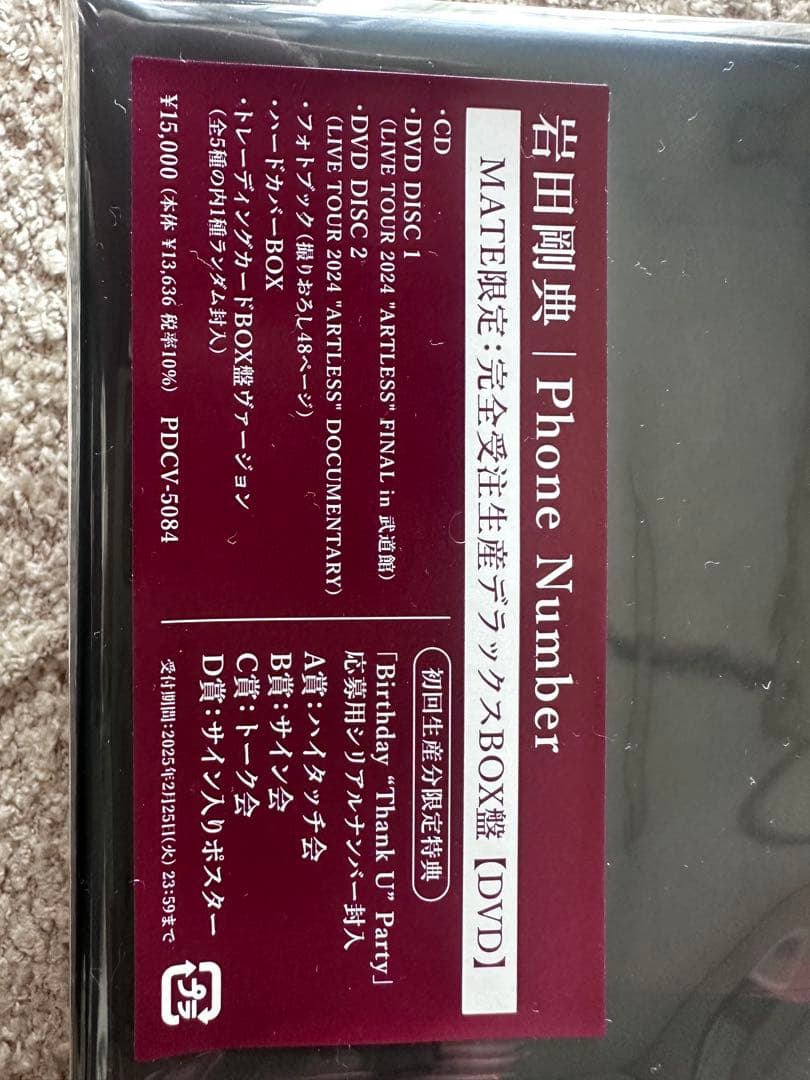 岩田剛典｜Phone Number
MATE限定：完全受注生産デラックスBOX盤【DVD】
・CD
・DVD DISC 1
(LIVE TOUR 2024 "ARTLESS" FINAL in 武道館)
・DVD DISC 2
(LIVE TOUR 2024 "ARTLESS" DOCUMENTARY)
・フォトブック(撮りおろし48ページ)
・ハードカバーBOX
・トレーディングカードBOX盤ヴァージョン
(全5種の内1種ランダム封入)
¥15,000 (本体 ¥13,636 税率10%) PDCV-5084
初回生産分限定特典
「Birthday “Thank U” Party」
応募用シリアルナンバー封入
A賞：ハイタッチ会
B賞：サイン会
C賞：トーク会
D賞：サイン入りポスター
受付期間：2025年2月25日(火) 23:59まで
プラ